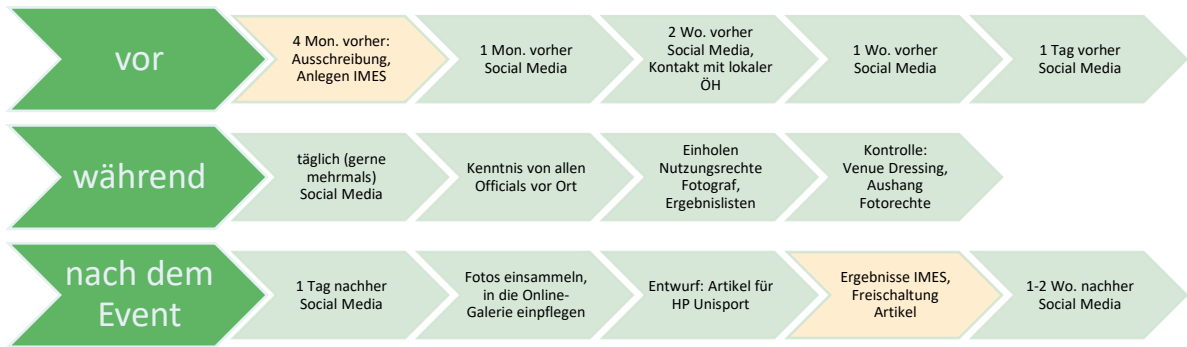 vor
4 Mon. vorher:
Ausschreibung,
Anlegen IMES
1 Mon. vorher
Social Media
2 Wo. vorher
Social Media,
Kontakt mit lokaler
ÖH
1 Wo. vorher
Social Media
1 Tag vorher
Social Media
während
täglich (gerne
mehrmals)
Social Media
Kenntnis von allen
Officials vor Ort
Einholen
Nutzungsrechte
Fotograf,
Ergebnislisten
Kontrolle:
Venue Dressing,
Aushang
Fotorechte
nach dem
Event
1 Tag nachher
Social Media
Fotos einsammeln,
in die Online-
Galerie einpflegen
Entwurf: Artikel für
HP Unisport
Ergebnisse IMES,
Freischaltung
Artikel
1-2 Wo. nachher
Social Media